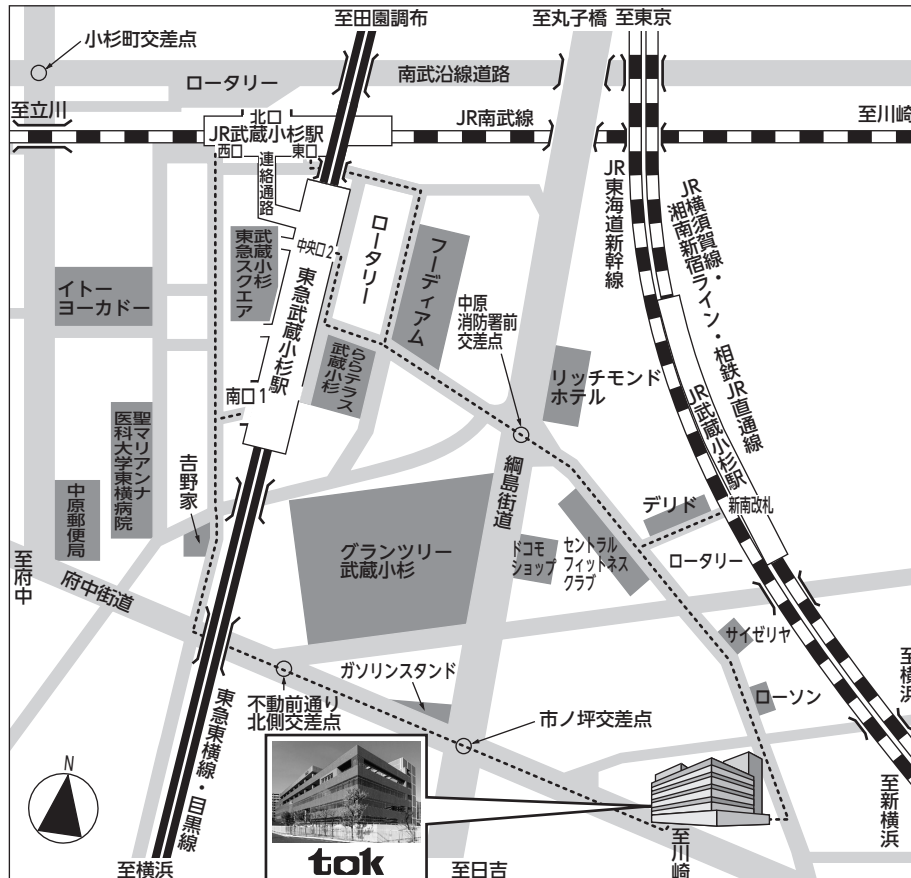 至田園調布
至丸子橋
至東京
小杉町交差点
ロータリー
南武沿線道路
至立川
北口
JR武蔵小杉駅
西口
東口
JR南武線
至川崎
連絡通路
JR東海道新幹線
JR横須賀線・
湘南新宿ライン・相鉄JR直通線
武蔵小杉
東急スクエア
中央口2
ロータリー
フーディアム
東急武蔵小杉駅
イトー
ヨーカドー
中原
消防署前
交差点
ららテラス
武蔵小杉
リッチモンド
ホテル
JR武蔵小杉駅
南口1
聖マリアンナ
医科大学東横病院
吉野家
中原郵便局
綱島街道
デリド
新南改札
グランツリー
武蔵小杉
ドコモ
ショップ
セントラル
フィットネス
クラブ
ロータリー
至府中
府中街道
サイゼリヤ
至横浜
ガソリンスタンド
ローソン
不動前通り
北側交差点
市ノ坪交差点
東急東横線・目黒線
N
至新横浜
至川崎
tok
至横浜
至日吉